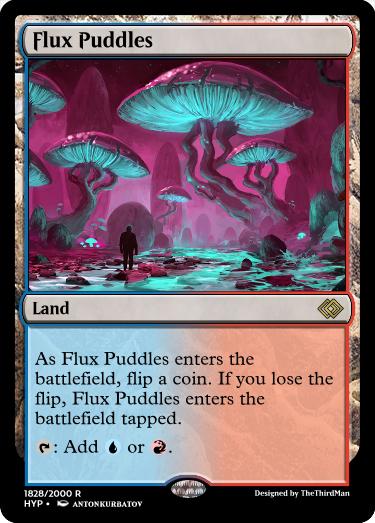 Flux Puddles
Land
As Flux Puddles enters the
battlefield, flip a coin. If you lose the
flip, Flux Puddles enters the
battlefield tapped.
: Add or .
1828/2000 R
HYP • ANTONKURBATOV
Designed by TheThirdMan